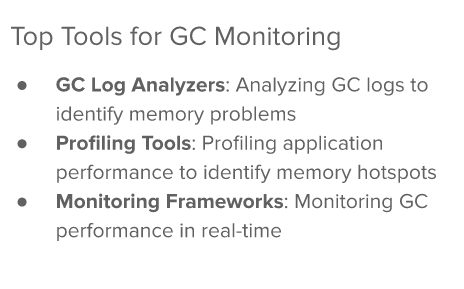 Top Tools for GC Monitoring
● GC Log Analyzers: Analyzing GC logs to
identify memory problems
● Profiling Tools: Profiling application
performance to identify memory hotspots
● Monitoring Frameworks: Monitoring GC
performance in real-time